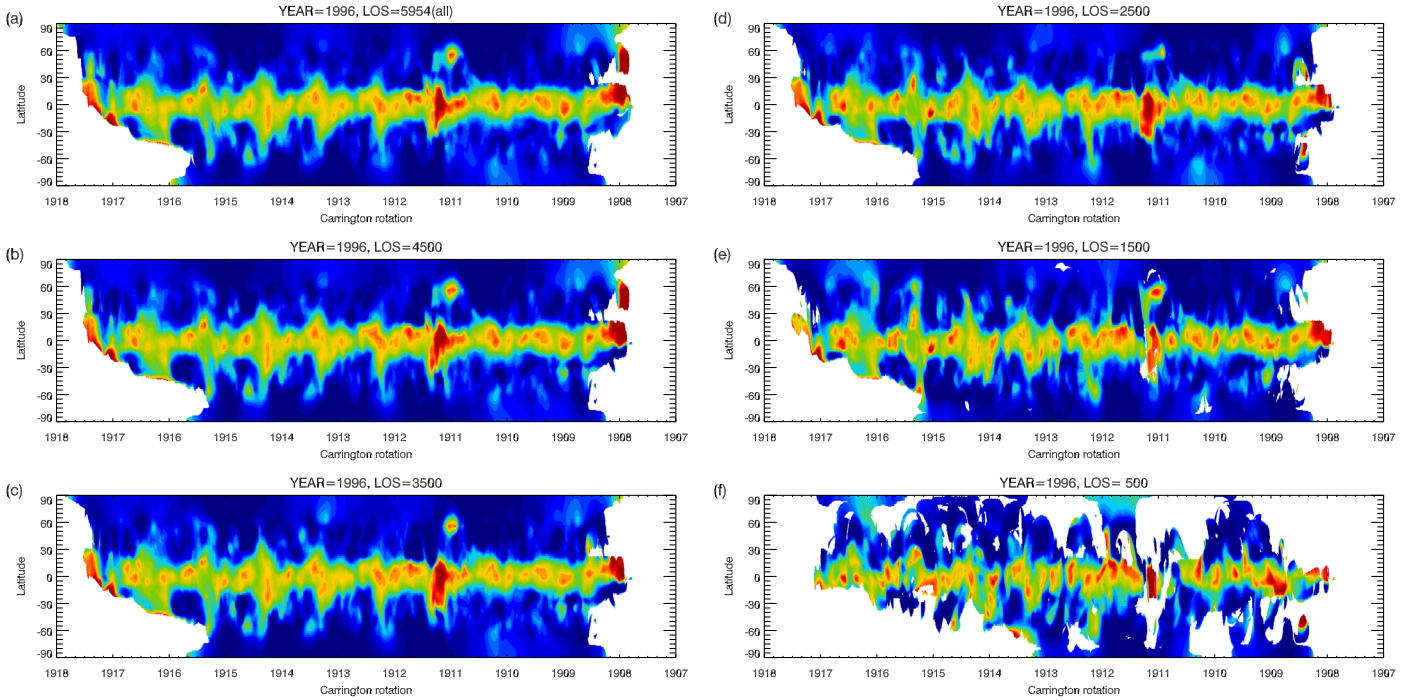 (a)
YEAR=1996, LOS=5954(all)
90
60
30
0
-30
-60
-90
Latitude
1918 1917 1916 1915 1914 1913 1912 1911 1910 1909 1908 1907
Carrington rotation
(b)
YEAR=1996, LOS=4500
90
60
30
0
-30
-60
-90
Latitude
1918 1917 1916 1915 1914 1913 1912 1911 1910 1909 1908 1907
Carrington rotation
(c)
YEAR=1996, LOS=3500
90
60
30
0
-30
-60
-90
Latitude
1918 1917 1916 1915 1914 1913 1912 1911 1910 1909 1908 1907
Carrington rotation
(d)
YEAR=1996, LOS=2500
90
60
30
0
-30
-60
-90
Latitude
1918 1917 1916 1915 1914 1913 1912 1911 1910 1909 1908 1907
Carrington rotation
(e)
YEAR=1996, LOS=1500
90
60
30
0
-30
-60
-90
Latitude
1918 1917 1916 1915 1914 1913 1912 1911 1910 1909 1908 1907
Carrington rotation
(f)
YEAR=1996, LOS= 500
90
60
30
0
-30
-60
-90
Latitude
1918 1917 1916 1915 1914 1913 1912 1911 1910 1909 1908 1907
Carrington rotation